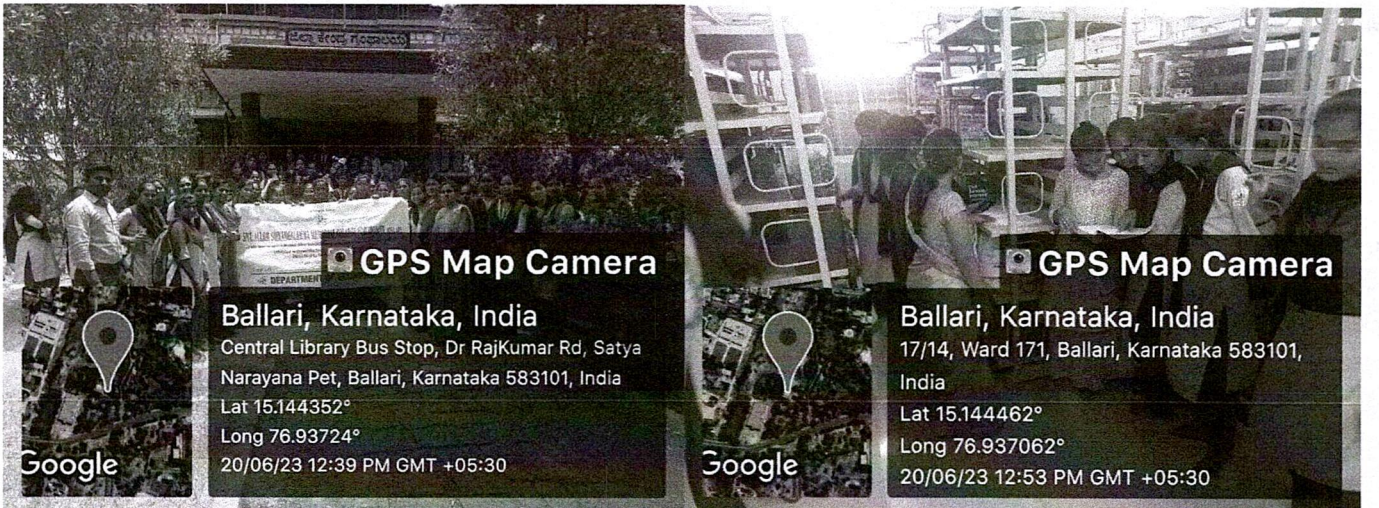 ಜಿಲ್ಲಾ ಕೇಂದ್ರ ಗ್ರಂಥಾಲಯ
DEPARTMENT
GPS Map Camera
Ballari, Karnataka, India
Central Library Bus Stop, Dr RajKumar Rd, Satya
Narayana Pet, Ballari, Karnataka 583101, India
Lat 15.144352°
Long 76.93724°
20/06/23 12:39 PM GMT +05:30
Google
GPS Map Camera
Ballari, Karnataka, India
17/14, Ward 171, Ballari, Karnataka 583101,
India
Lat 15.144462°
Long 76.937062°
20/06/23 12:53 PM GMT +05:30
Google